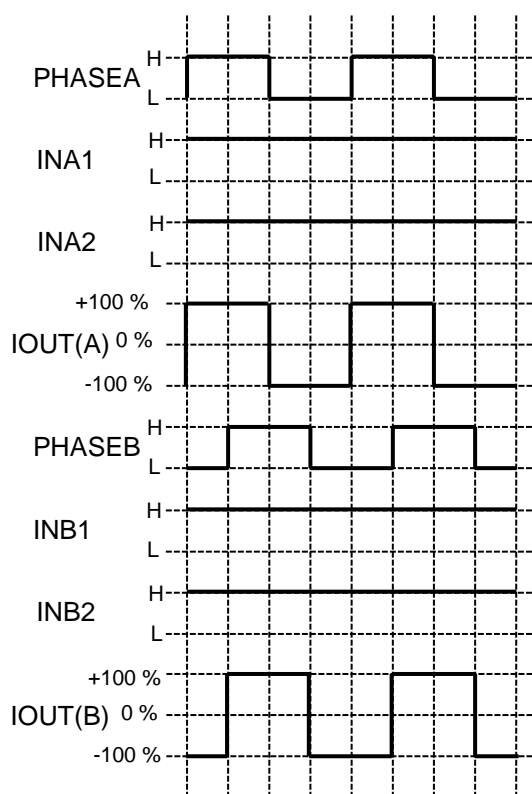 H
PHASEA
L
H
INA1
L
H
INA2
L
+100 %
IOUT(A) 0 %
-100 %
H
PHASEB
L
H
INB1
L
H
INB2
L
+100 %
IOUT(B) 0 %
-100 %